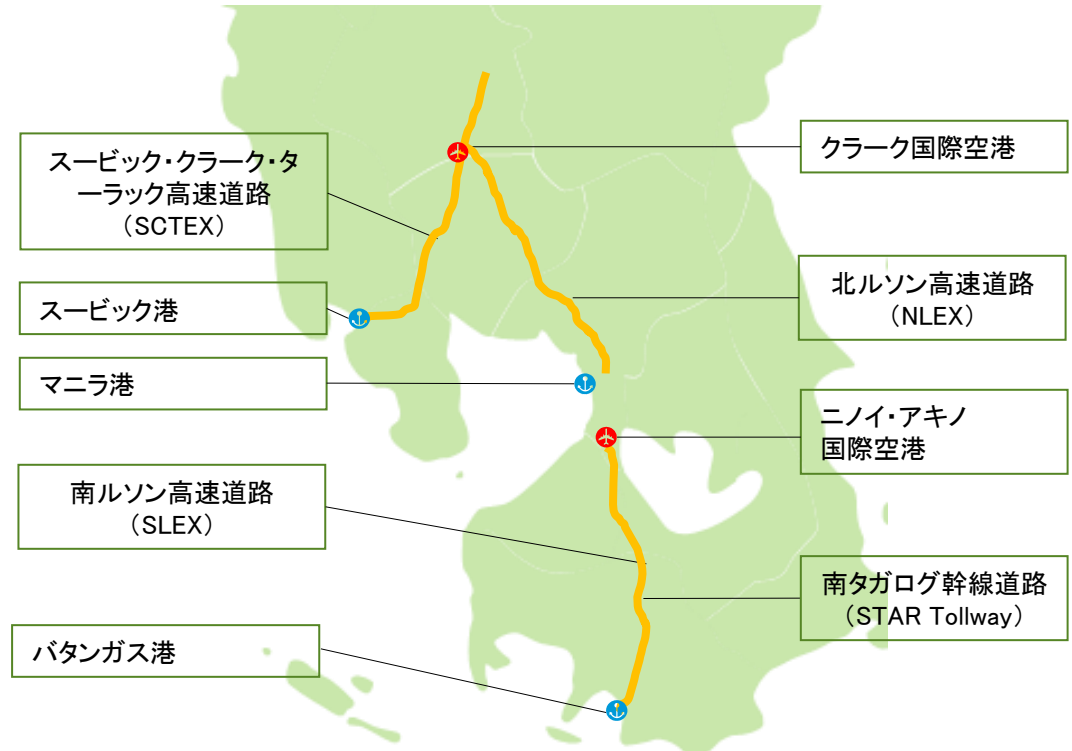 スービック・クラーク・タ
ーラック高速道路
（SCTEX）
スービック港
マニラ港
南ルソン高速道路
（SLEX）
バタンガス港
クラーク国際空港
北ルソン高速道路
（NLEX）
ニノイ・アキノ
国際空港
南タガログ幹線道路
（STAR Tollway）